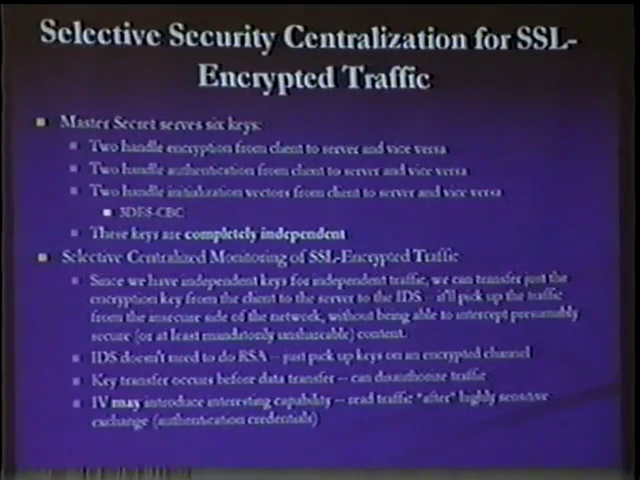 Selective Security Centralization for SSL-
Encrypted Traffic
Master Secret serves six keys:
Two handle encryption from client to server and vice versa
Two handle authentication from client to server and vice versa
Two handle initialization vectors from client to server and vice versa
3DES-CBC
These keys are completely independent
Selective Centralized Monitoring of SSL-Encrypted Traffic
Since we have independent keys for independent traffic, we can transfer just the
encryption key from the client to the server to the IDS – it'll pick up the traffic
from the insecure side of the network, without being able to intercept presumably
secure (or at least mandatorily unshareable) content.
IDS doesn't need to do RSA – just pick up keys on an encrypted channel
Key transfer occurs before data transfer – can disauthorize traffic
IV may introduce interesting capability – read traffic *after* highly sensitive
exchange (authentication credentials)